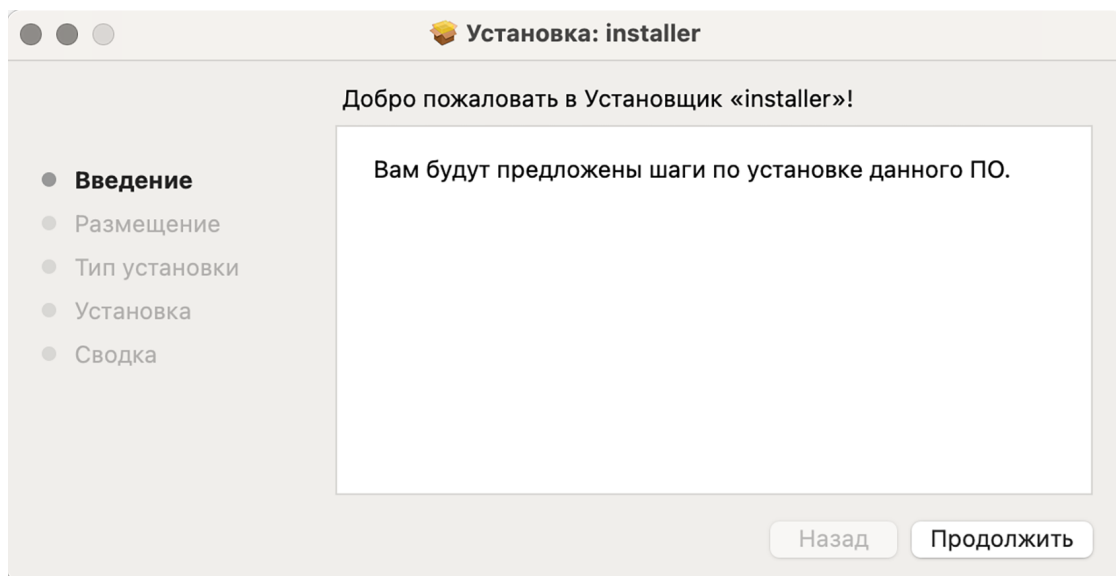 Установка: installer
Добро пожаловать в Установщик «installer»!
Введение
Размещение
Тип установки
Установка
Сводка
Вам будут предложены шаги по установке данного ПО.
Назад
Продолжить